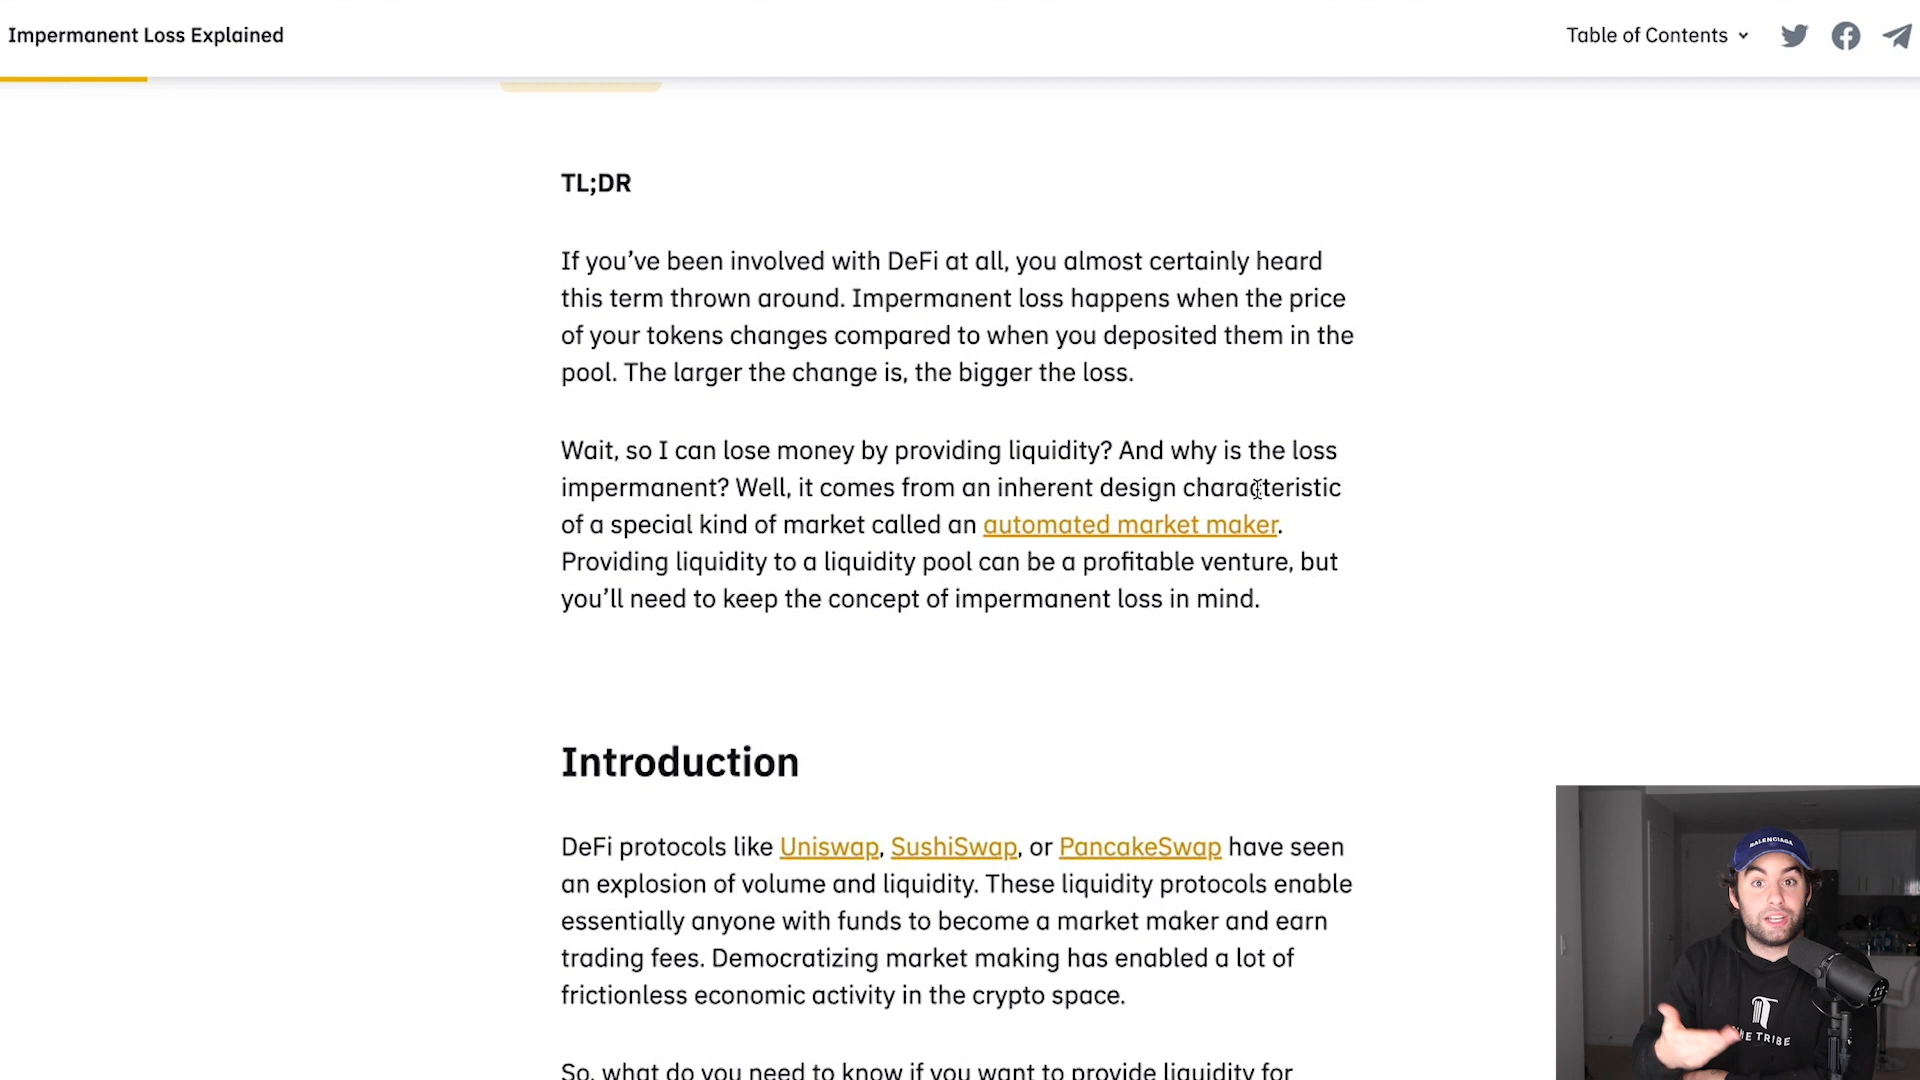 Impermanent Loss Explained
Table of Contents
TL;DR
If you’ve been involved with DeFi at all, you almost certainly heard
this term thrown around. Impermanent loss happens when the price
of your tokens changes compared to when you deposited them in the
pool. The larger the change is, the bigger the loss.
Wait, so I can lose money by providing liquidity? And why is the loss
impermanent? Well, it comes from an inherent design characteristic
of a special kind of market called an automated market maker.
Providing liquidity to a liquidity pool can be a profitable venture, but
you’ll need to keep the concept of impermanent loss in mind.
Introduction
DeFi protocols like Uniswap, SushiSwap, or PancakeSwap have seen
an explosion of volume and liquidity. These liquidity protocols enable
essentially anyone with funds to become a market maker and earn
trading fees. Democratizing market making has enabled a lot of
frictionless economic activity in the crypto space.
So, what do you need to know if you want to provide liquidity for
BALENCIAGA
TRIBE